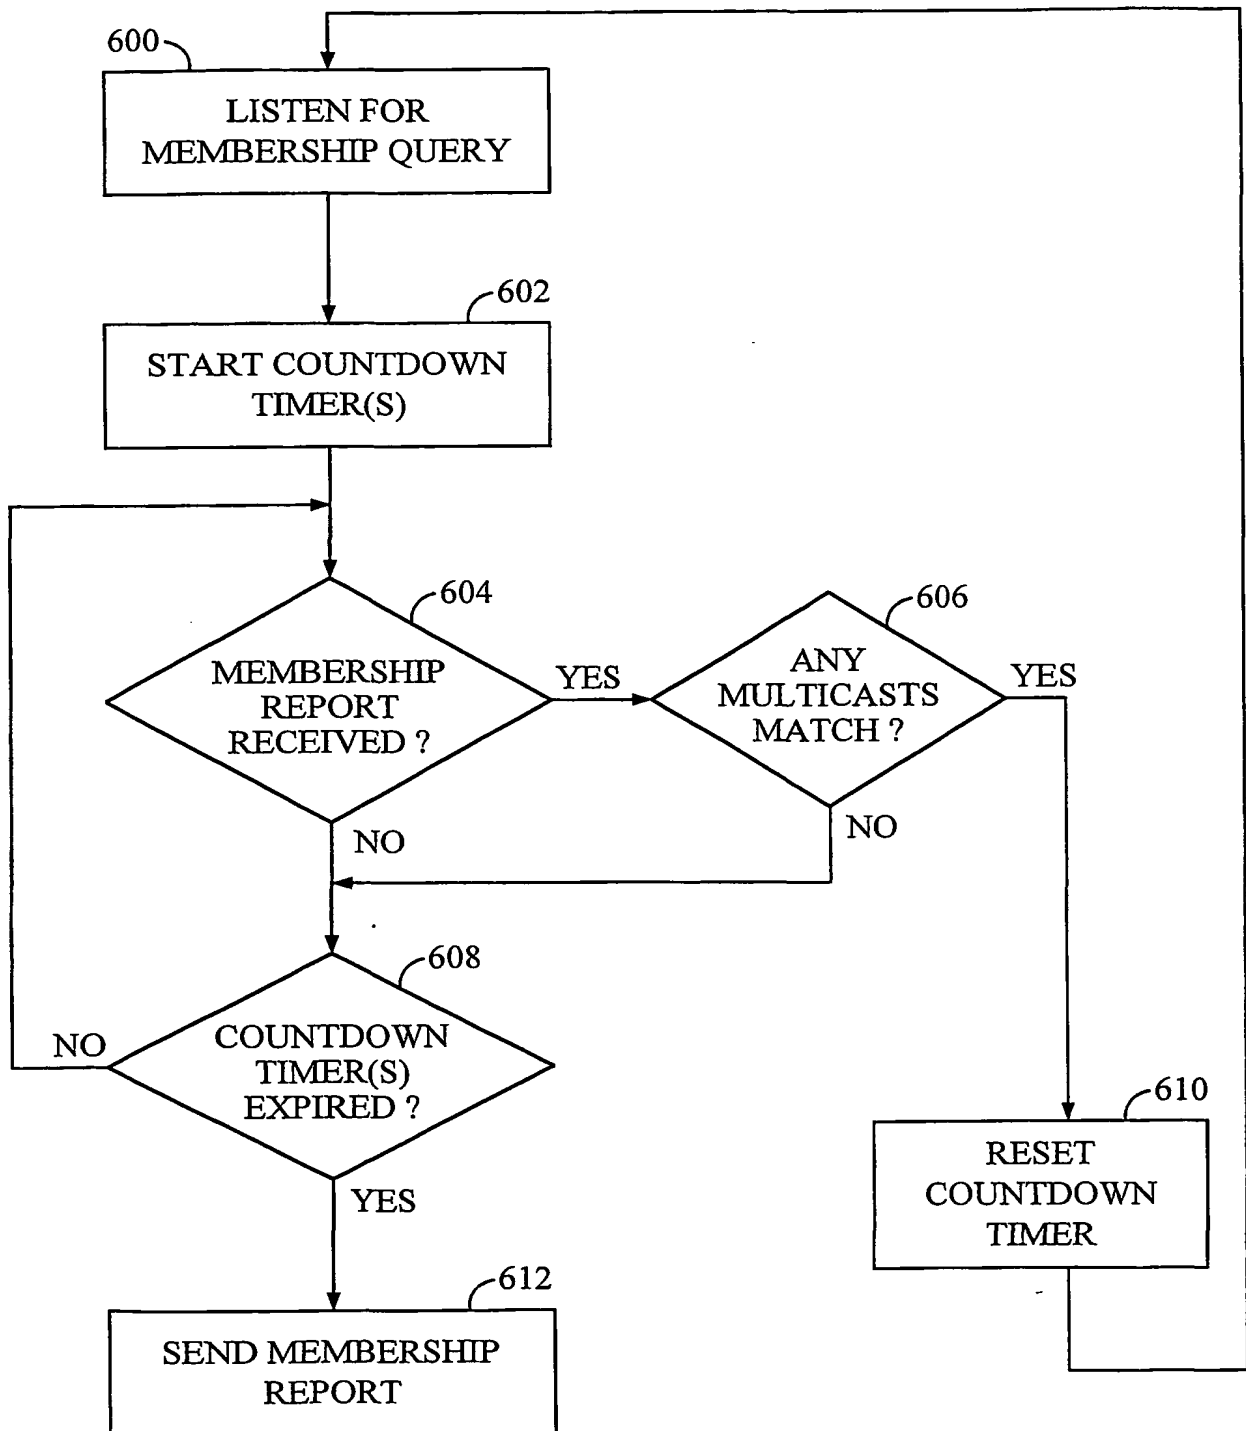 600
LISTEN FOR
MEMBERSHIP QUERY
602
START COUNTDOWN
TIMER(S)
604
MEMBERSHIP
REPORT
RECEIVED ?
YES
NO
606
ANY
MULTICASTS
MATCH ?
YES
NO
608
COUNTDOWN
TIMER(S)
EXPIRED ?
NO
YES
610
RESET
COUNTDOWN
TIMER
612
SEND MEMBERSHIP
REPORT